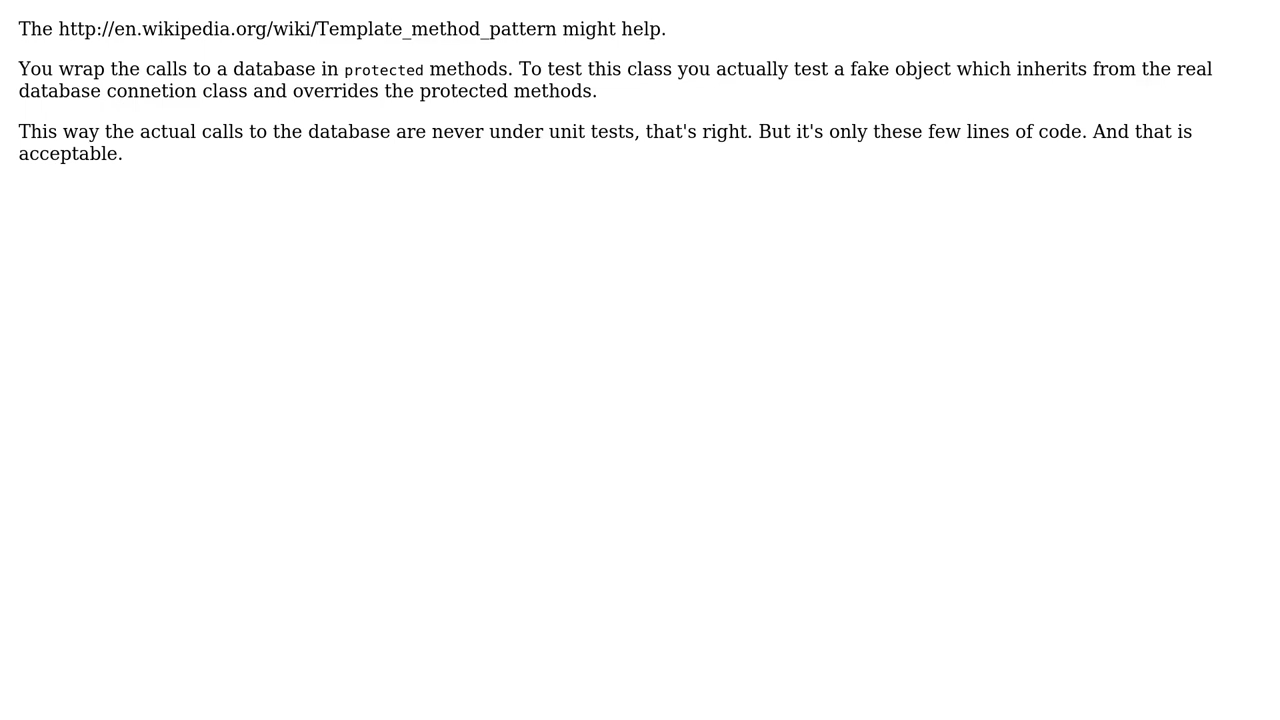 The http://en.wikipedia.org/wiki/Template_method_pattern might help.
You wrap the calls to a database in protected methods. To test this class you actually test a fake object which inherits from the real
database connetion class and overrides the protected methods.
This way the actual calls to the database are never under unit tests, that's right. But it's only these few lines of code. And that is
acceptable.